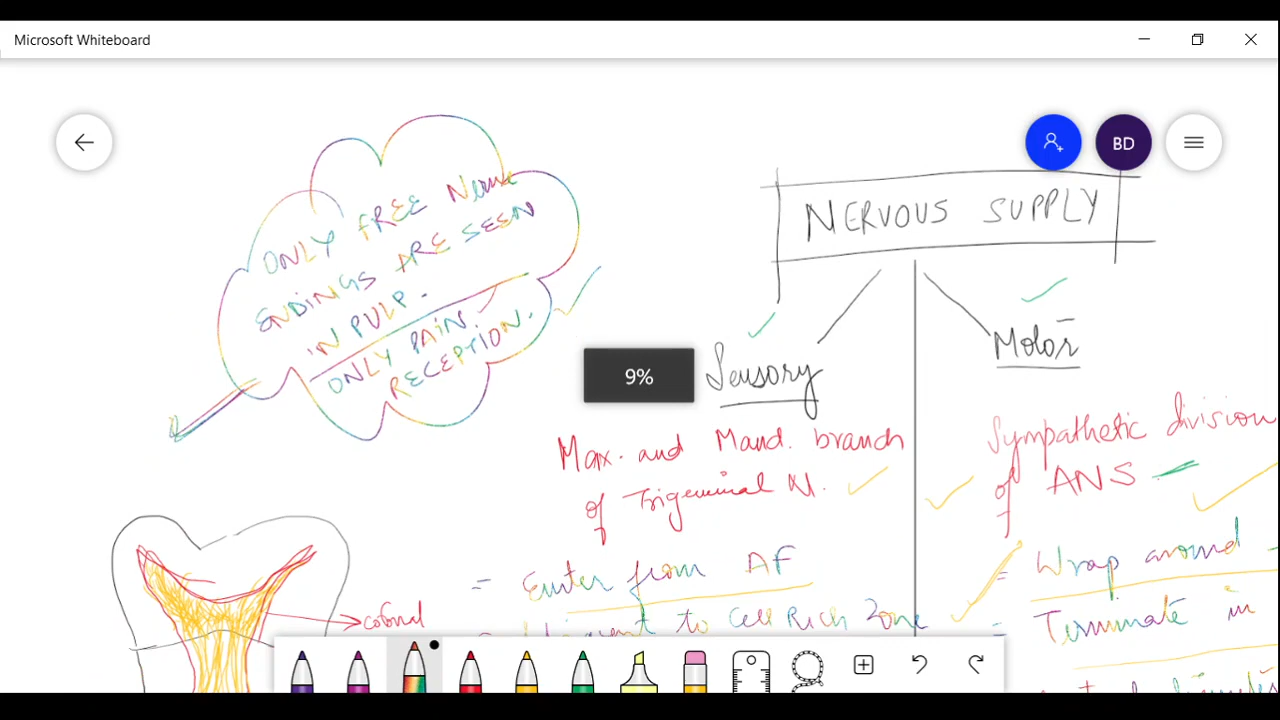 Microsoft Whiteboard
BD
ONLY FREE Nerve
ENDINGS ARE SEEN
IN PULP.
ONLY PAIN
RECEPTION.
NERVOUS SUPPLY
Sensory
Motor
9%
Max. and Mand. branch
of Trigeminal N.
Sympathetic division
of ANS
= Enter from AF
to Cell Rich Zone
= Wrap around
= Terminate in
coronal